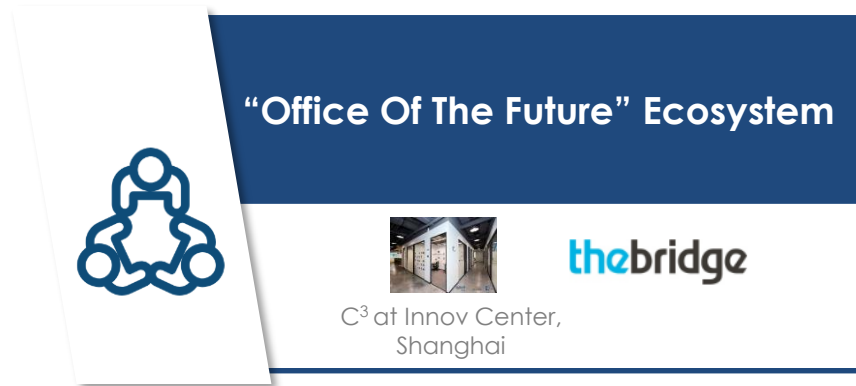 “Office Of The Future” Ecosystem
thebridge
C³ at Innov Center,
Shanghai